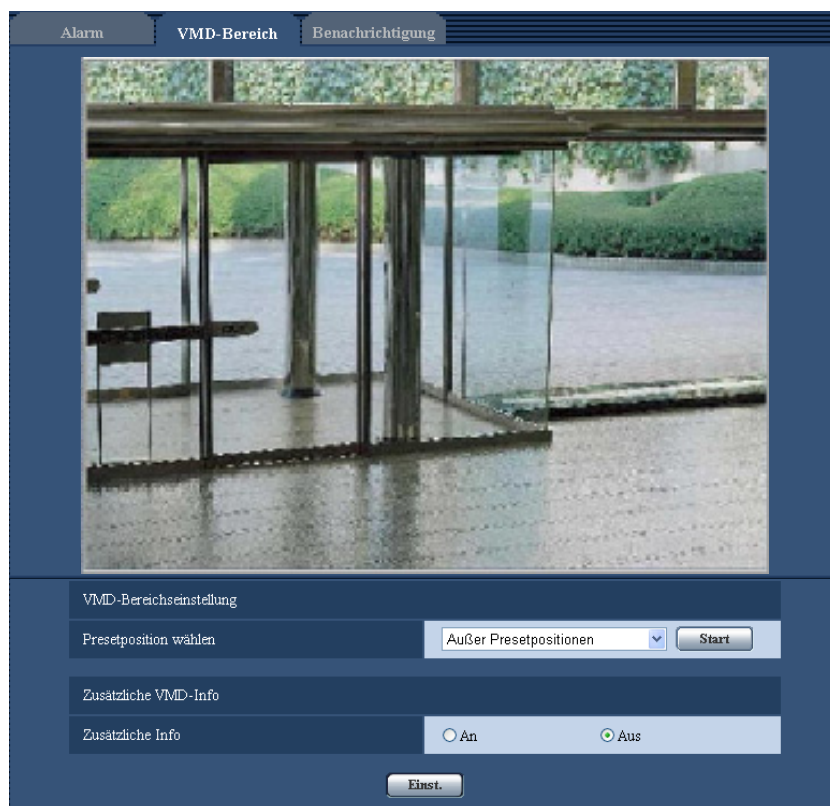 Alarm VMD-Bereich Benachrichtigung
VMD-Bereichseinstellung
Presetposition wählen Außer Presetpositionen Start
Zusätzliche VMD-Info
Zusätzliche Info An Aus
Einst.